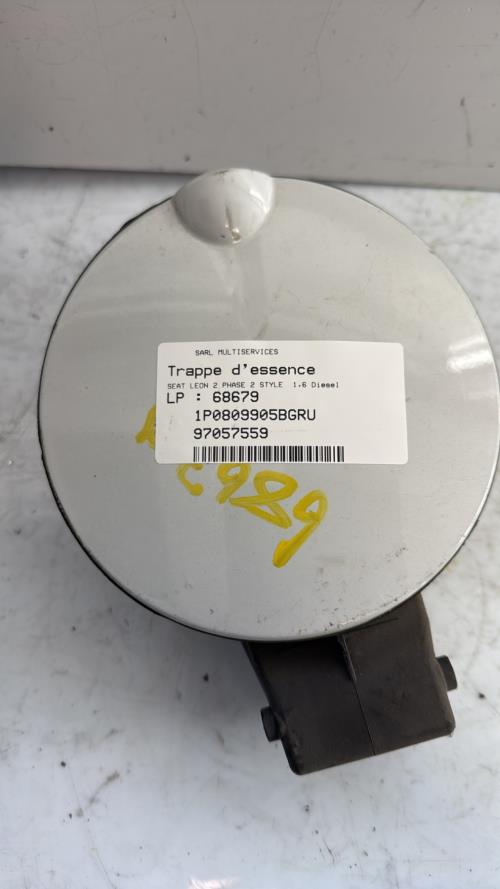 SARL MULTISERVICES
Trappe d'essence
SEAT LEON 2 PHASE 2 STYLE 1.6 Diesel
LP : 68679
1P0809905BGRU
97057559